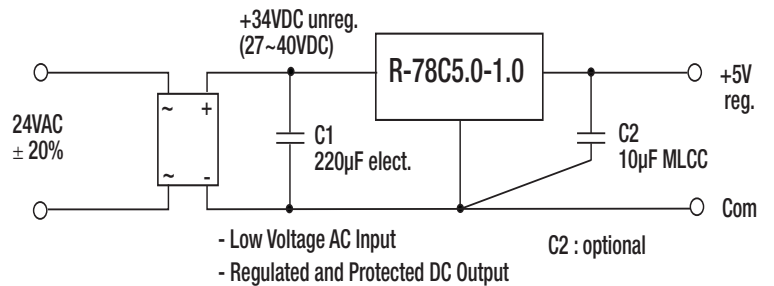 +34VDC unreg.
(27~40VDC)
R-78C5.0-1.0
+5V
reg.
24VAC
± 20%
~ +
~ -
C1
220µF elect.
C2
10µF MLCC
Com
- Low Voltage AC Input
- Regulated and Protected DC Output
C2 : optional